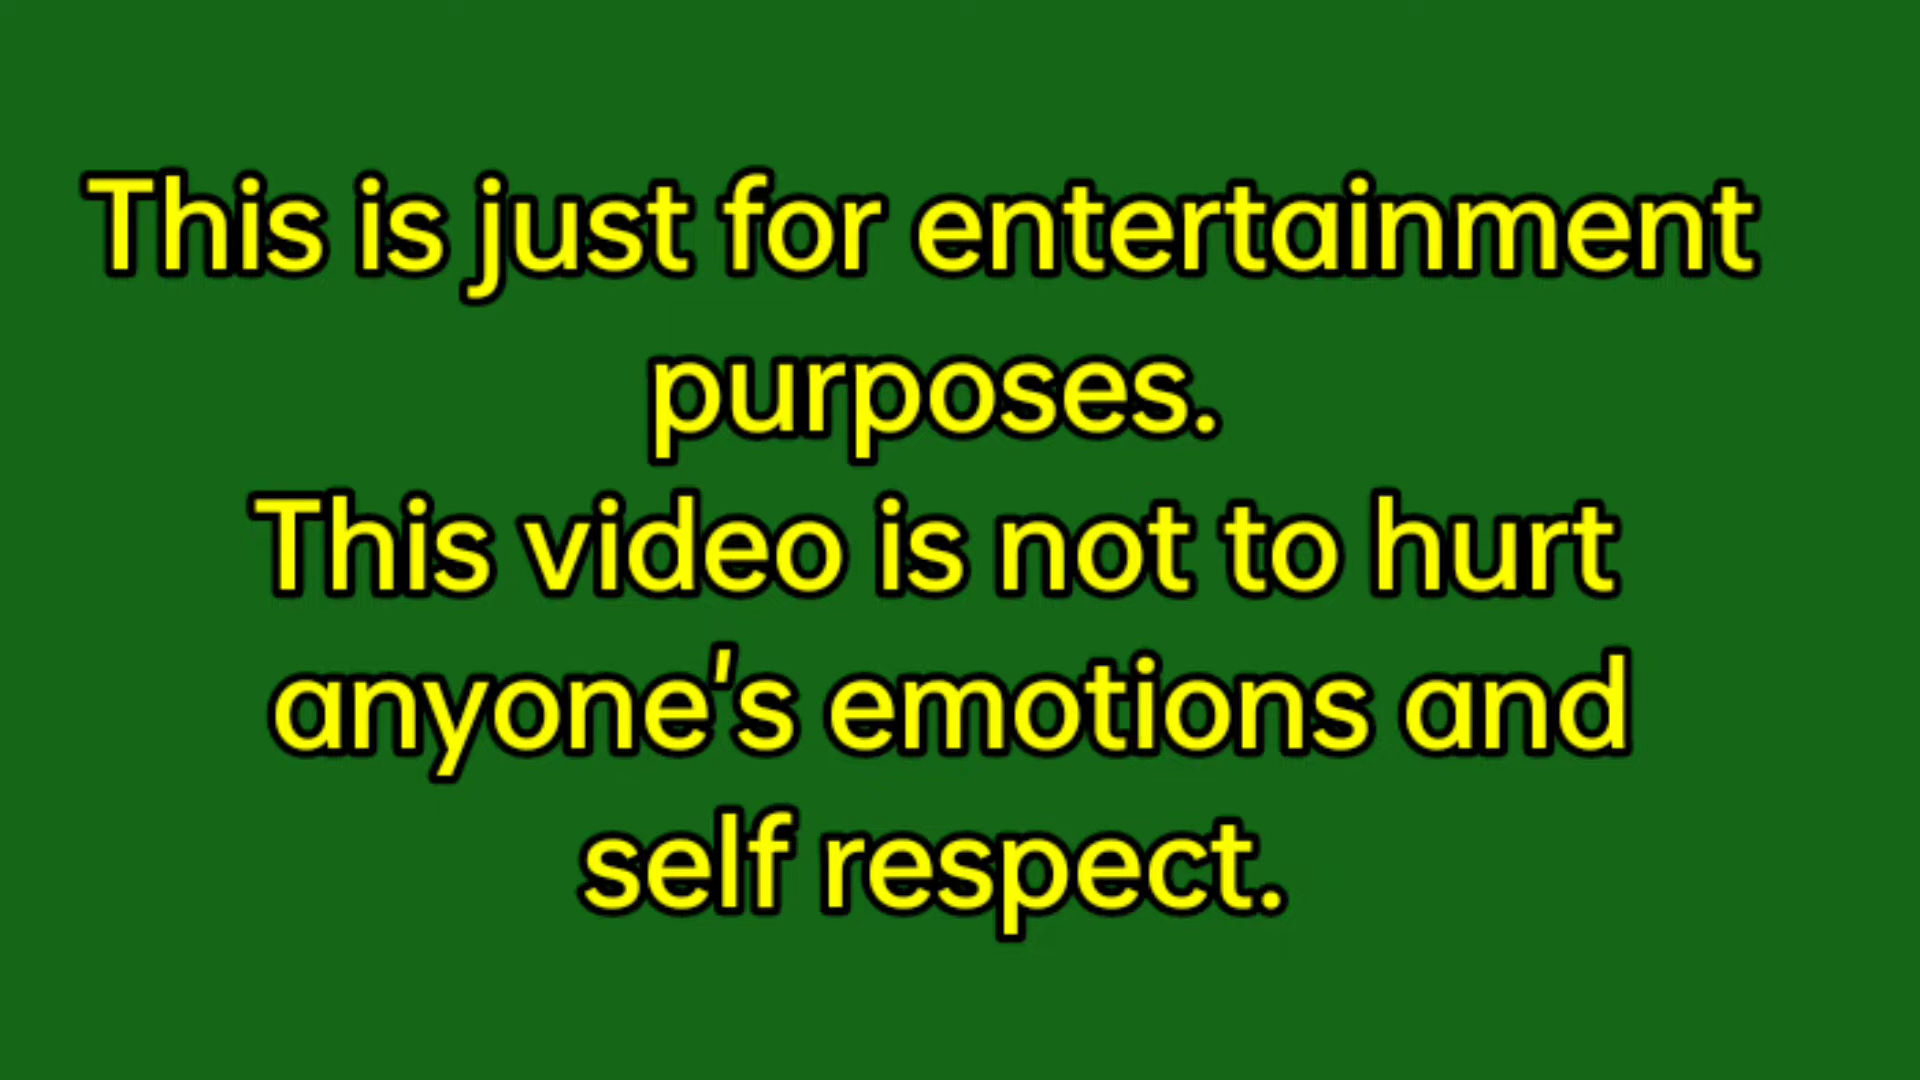 This is just for entertainment
purposes.
This video is not to hurt
anyone's emotions and
self respect.